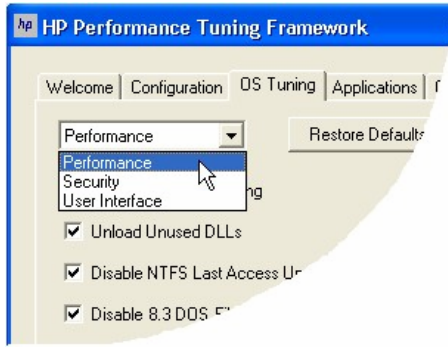 hp HP Performance Tuning Framework
Welcome Configuration OS Tuning Applications
Performance Restore Defaults
Performance
Security
User Interface
Unload Unused DLLs
Disable NTFS Last Access
Disable 8.3 DOS